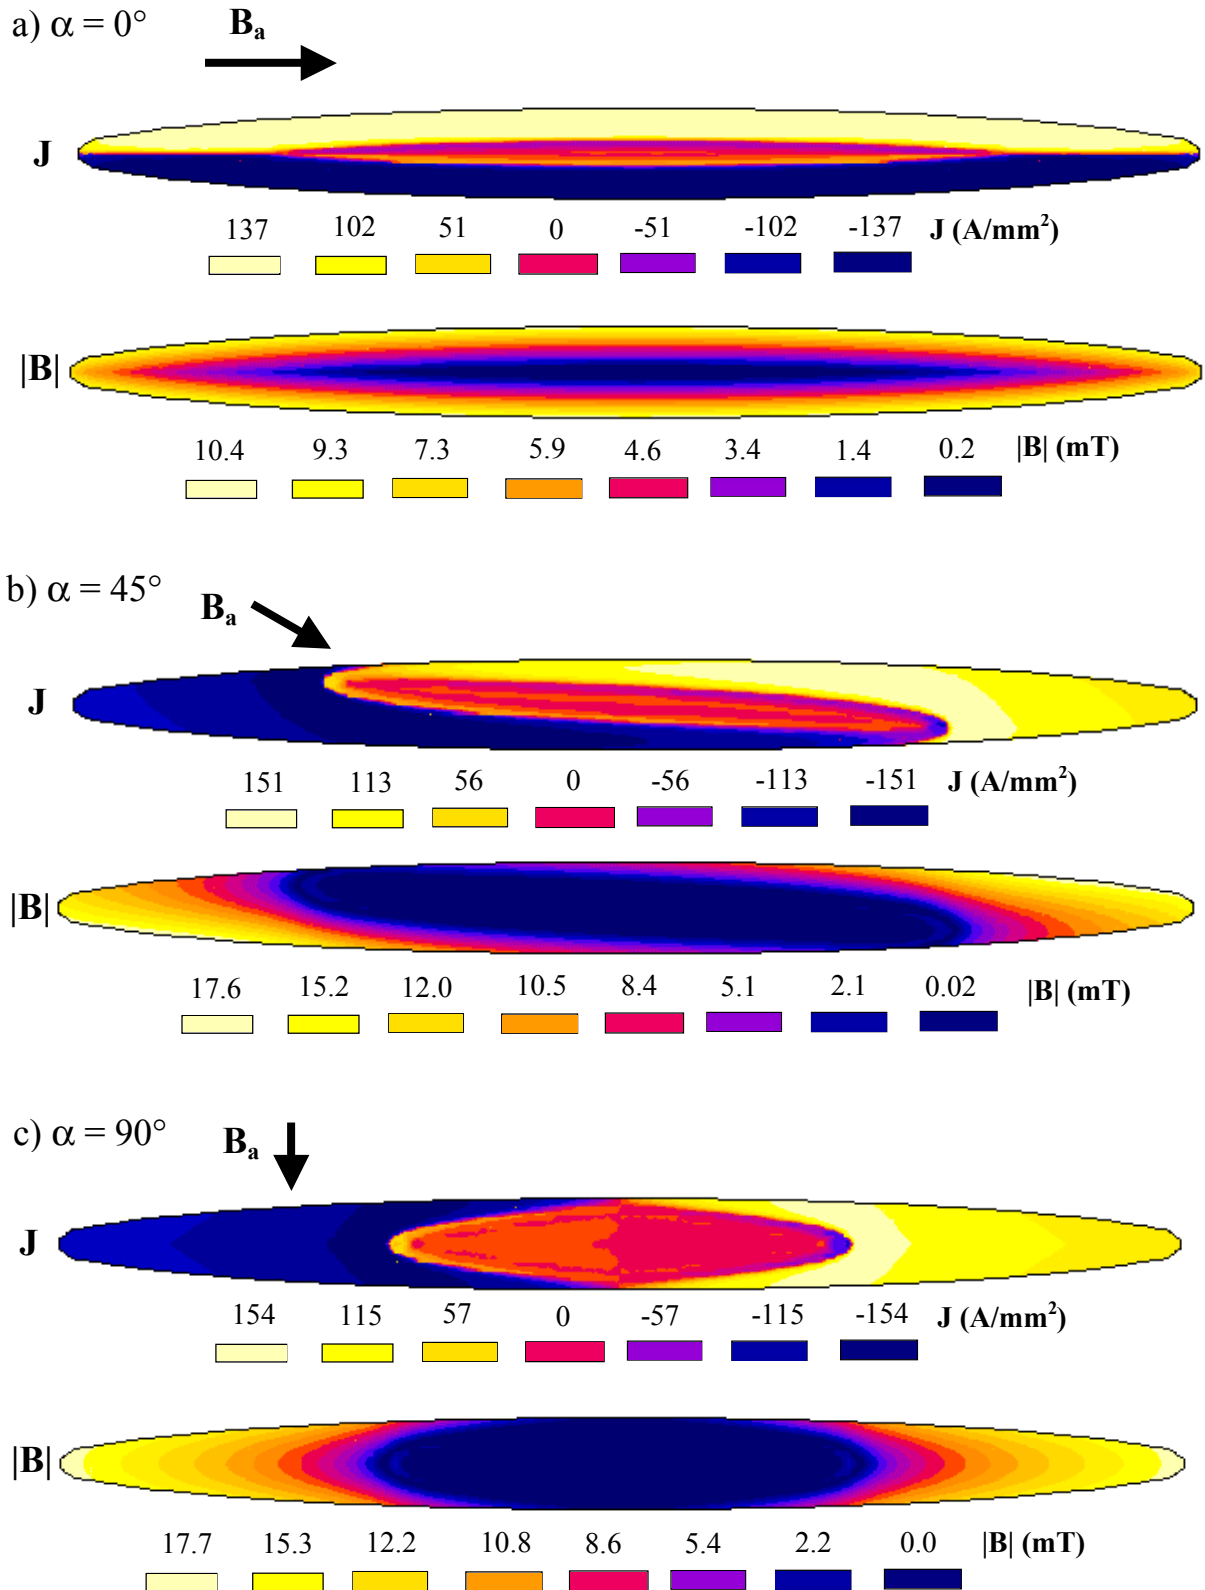 a) α = 0°
Bₐ
J
137 102 51 0 -51 -102 -137 J (A/mm²)
|B|
10.4 9.3 7.3 5.9 4.6 3.4 1.4 0.2 |B| (mT)
b) α = 45°
Bₐ
J
151 113 56 0 -56 -113 -151 J (A/mm²)
|B|
17.6 15.2 12.0 10.5 8.4 5.1 2.1 0.02 |B| (mT)
c) α = 90°
Bₐ
J
154 115 57 0 -57 -115 -154 J (A/mm²)
|B|
17.7 15.3 12.2 10.8 8.6 5.4 2.2 0.0 |B| (mT)